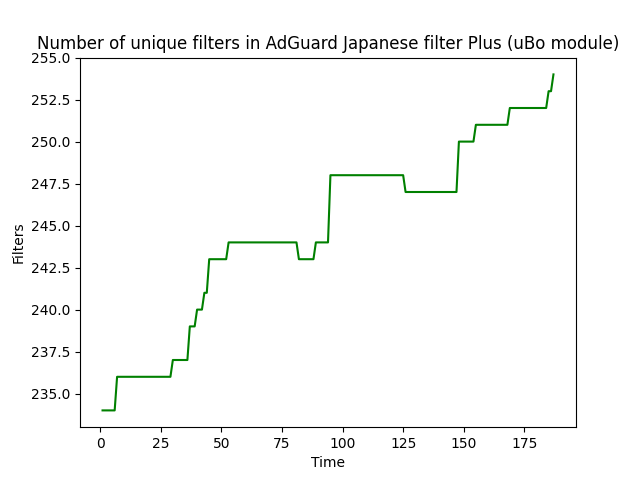 Number of unique filters in AdGuard Japanese filter Plus (uBo module)
255.0
252.5
250.0
247.5
245.0
242.5
240.0
237.5
235.0
Filters
0 25 50 75 100 125 150 175
Time